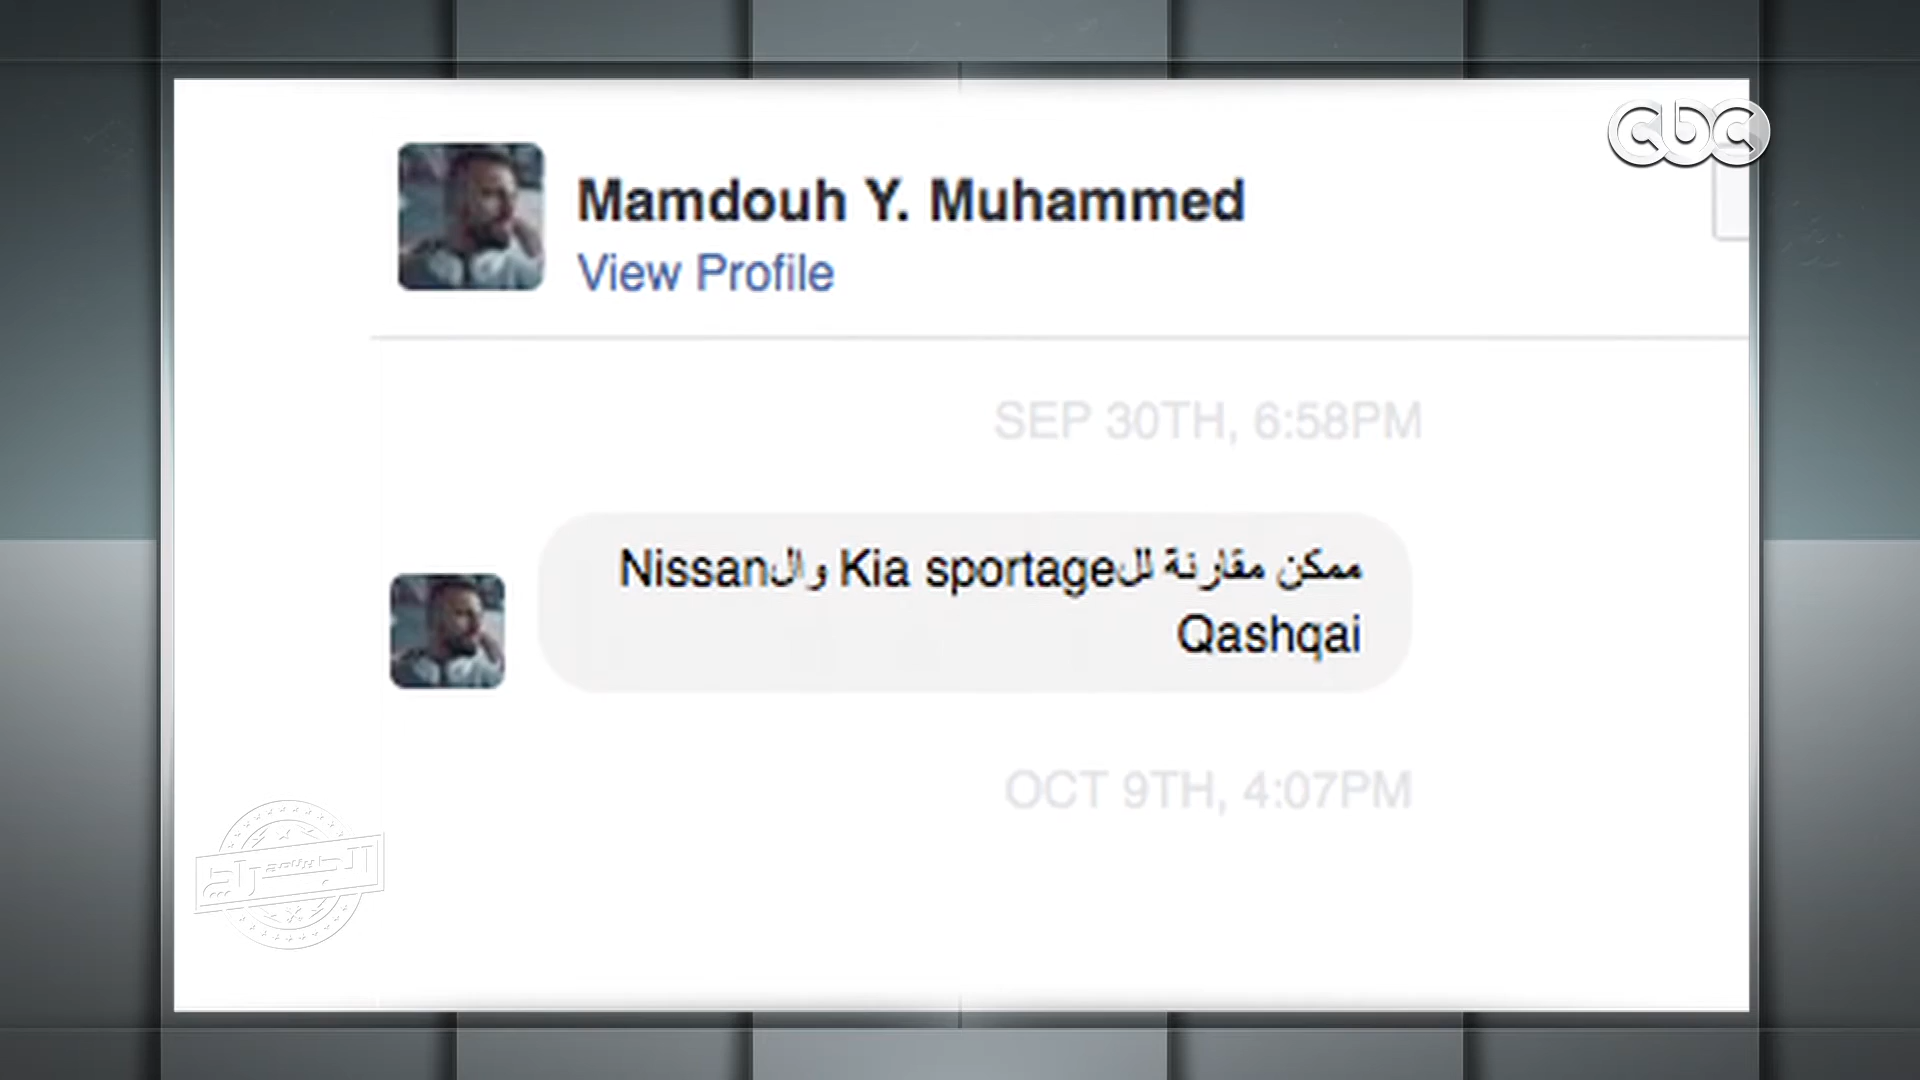 cbc
Mamdouh Y. Muhammed
View Profile
SEP 30TH, 6:58PM
ممكن مقارنة للKia sportage والNissan
Qashqai
OCT 9TH, 4:07PM